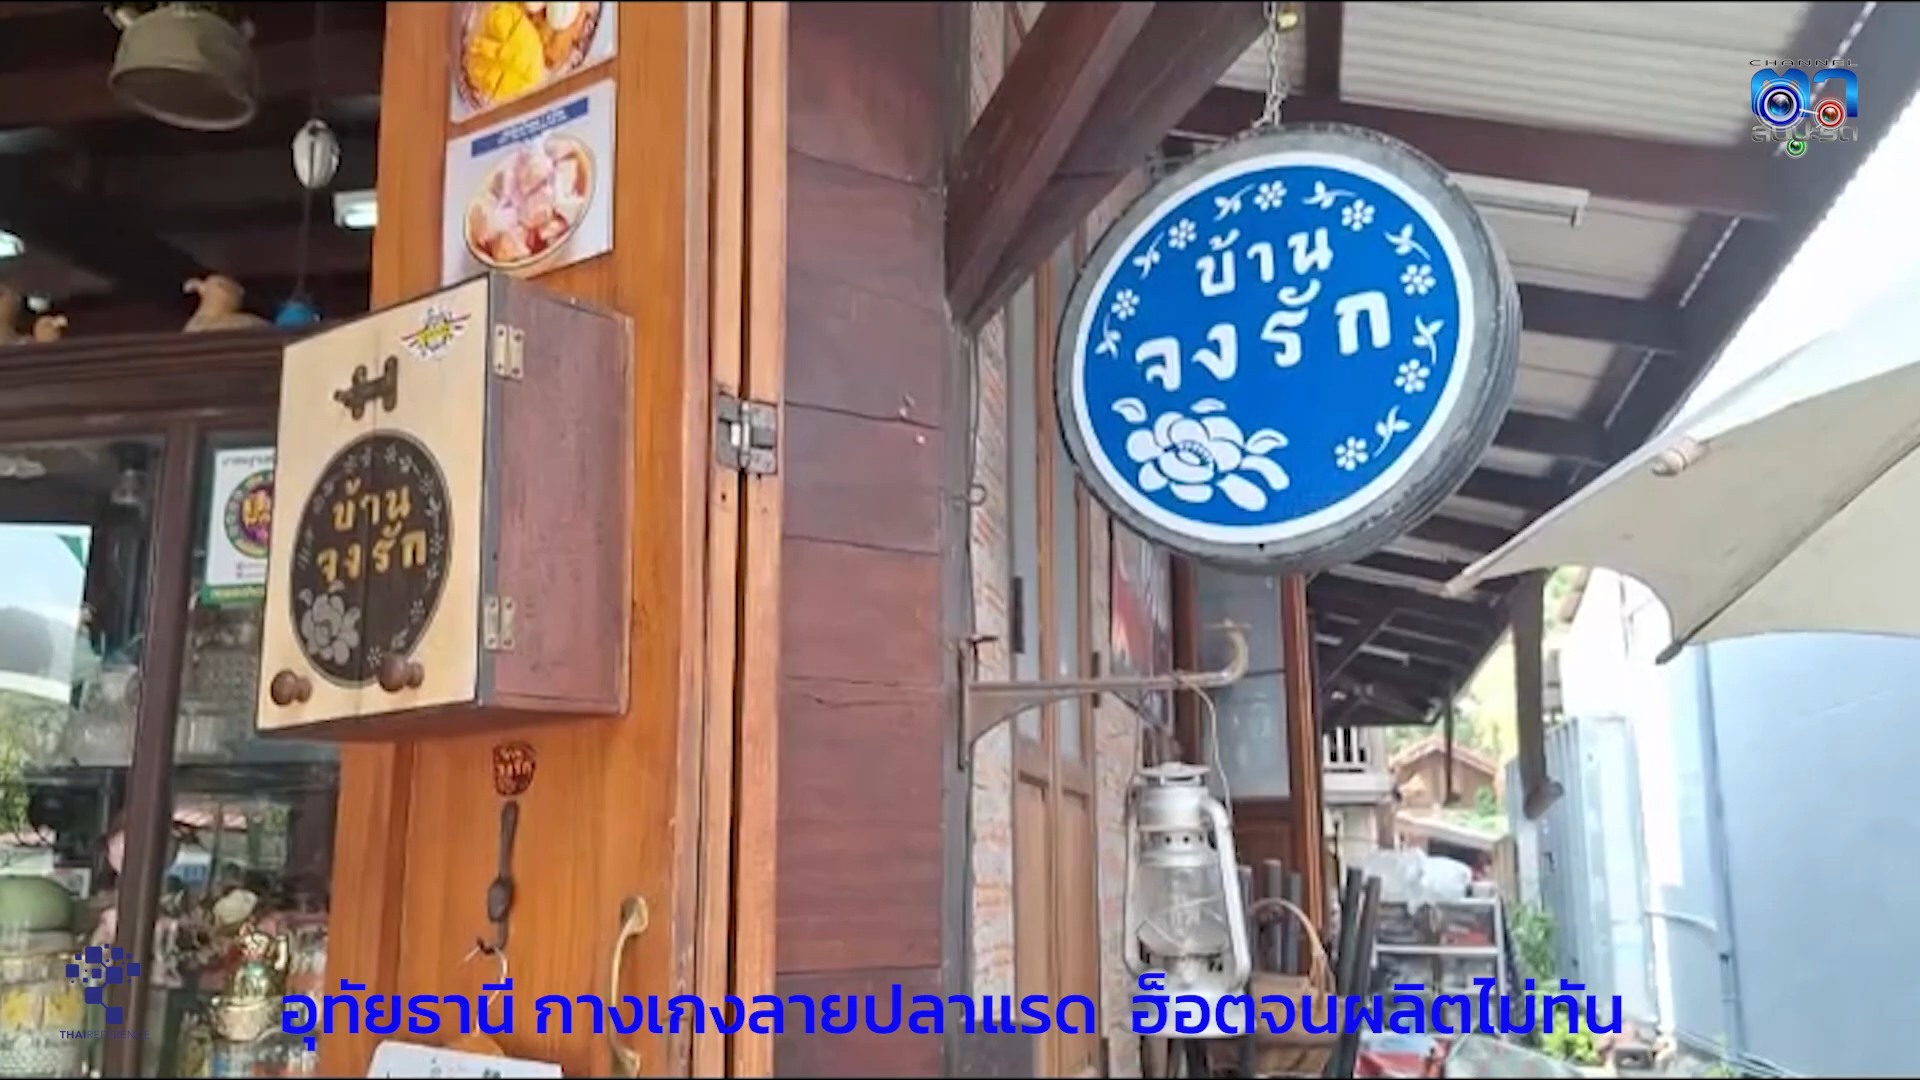 CHANNEL
บ้าน
จงรัก
บ้าน
จงรัก
อุทัยธานี กางเกงลายปลาแรด ฮ็อตจนผลิตไม่ทัน
THAIREFERENCE